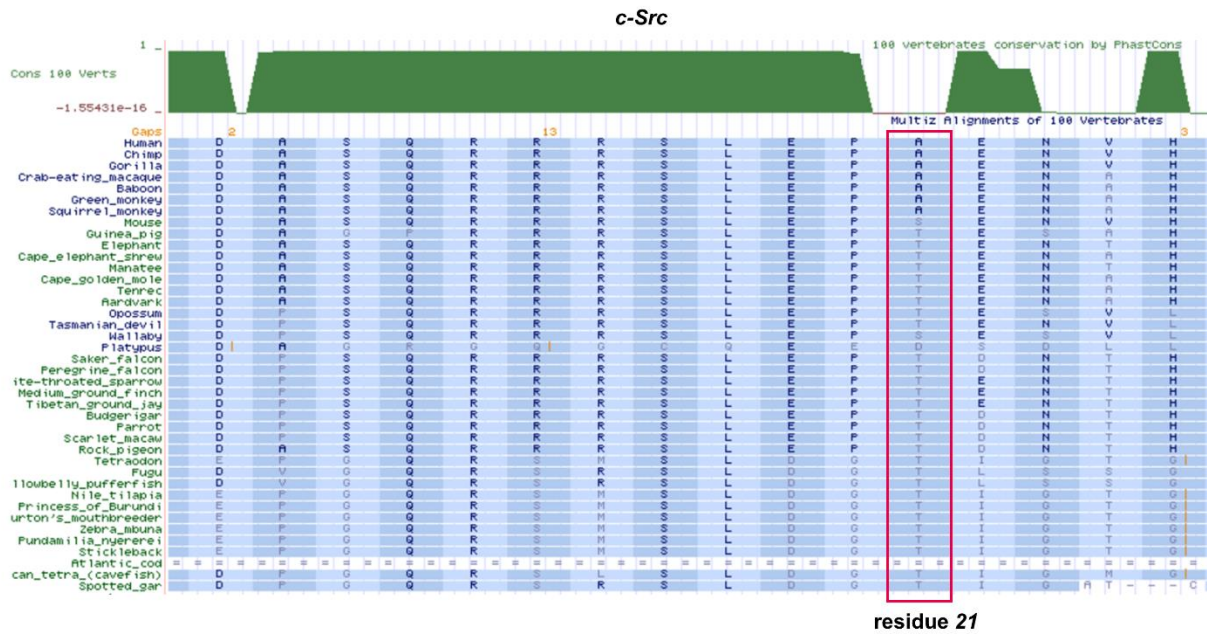 c-Src
1
100 vertebrates conservation by PhastCons
Cons 100 Verts
-1.55431e-16
Multiz Alignments of 100 Vertebrates
Gaps 2 13 3
Human D A S Q R R R S L E P A E N V H
Chimp D A S Q R R R S L E P A E N V H
Gorilla D A S Q R R R S L E P A E N V H
Crab-eating_macaque D A S Q R R R S L E P A E N A H
Baboon D A S Q R R R S L E P A E N A H
Green_monkey D A S Q R R R S L E P A E N A H
Squirrel_monkey D A S Q R R R S L E P A E N A H
Mouse D A S Q R R R S L E P S E N V H
Guinea_pig D A G P R R R S L E P T E S A H
Elephant D A S Q R R R S L E P T E N T H
Cape_elephant_shrew D A S Q R R R S L E P T E N A H
Manatee D A S Q R R R S L E P T E N T H
Cape_golden_mole D A S Q R R R S L E P T E N A H
Tenrec D A S Q R R R S L E P T E N A H
Aardvark D A S Q R R R S L E P T E N A H
Opossum D P S Q R R R S L E P T E S V L
Tasmanian_devil D P S Q R R R S L E P T E N V L
Wallaby D P S Q R R R S L E P S E S V L
Platypus D A G R G Q G C Q E E D S D L L
Saker_falcon D P S Q R R R S L E P T D N T H
Peregrine_falcon D P S Q R R R S L E P T D N T H
ite-throated_sparrow D P S Q R R R S L E P T E N T H
Medium_ground_finch D P S Q R R R S L E P T E N T H
Tibetan_ground_jay D P S Q R R R S L E P T E N T H
Budgerigar D P S Q R R R S L E P T D N T H
Parrot D P S Q R R R S L E P T D N T H
Scarlet_macaw D P S Q R R R S L E P T D N T H
Rock_pigeon D A S Q R R R S L E P T D N T H
Tetraodon E P G Q R S M S L D G T I G T G
Fugu D V G Q R S R S L D G T L S S G
llowbelly_pufferfish D V G Q R S R S L D G T L S S G
Nile_tilapia E P G Q R S M S L D G T I G T G
Princess_of_Burundi E P G Q R S M S L D G T I G T G
urton's_mouthbreeder E P G Q R S M S L D G T I G T G
Zebra_mbuna E P G Q R S M S L D G T I G T G
Pundamilia_nyererei E P G Q R S M S L D G T I G T G
Stickleback E P G Q R S M S L D G T I G T G
Atlantic_cod = = = = = = = = = = = = = = = = = = = = = = = = = = = = = = = =
can_tetra_(cavefish) D P G Q R S L S L D G T I G M G
Spotted_gar D P G Q R S R S L D G T I G A T - - - C
residue 21